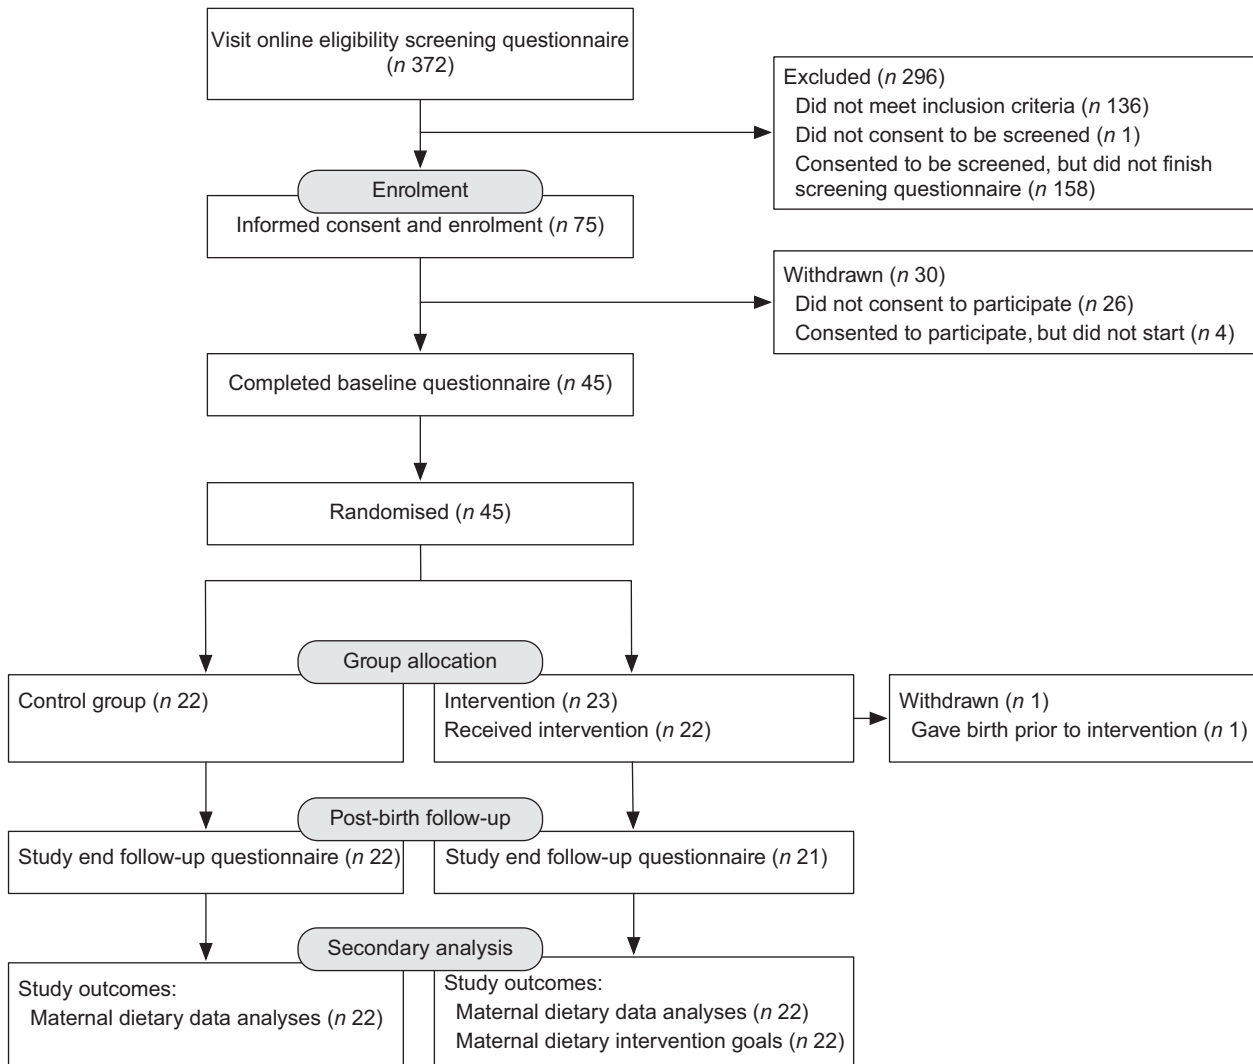 Visit online eligibility screening questionnaire
(n 372)
Excluded (n 296)
Did not meet inclusion criteria (n 136)
Did not consent to be screened (n 1)
Consented to be screened, but did not finish
screening questionnaire (n 158)
Enrolment
Informed consent and enrolment (n 75)
Withdrawn (n 30)
Did not consent to participate (n 26)
Consented to participate, but did not start (n 4)
Completed baseline questionnaire (n 45)
Randomised (n 45)
Group allocation
Control group (n 22)
Intervention (n 23)
Received intervention (n 22)
Withdrawn (n 1)
Gave birth prior to intervention (n 1)
Post-birth follow-up
Study end follow-up questionnaire (n 22)
Study end follow-up questionnaire (n 21)
Secondary analysis
Study outcomes:
Maternal dietary data analyses (n 22)
Study outcomes:
Maternal dietary data analyses (n 22)
Maternal dietary intervention goals (n 22)